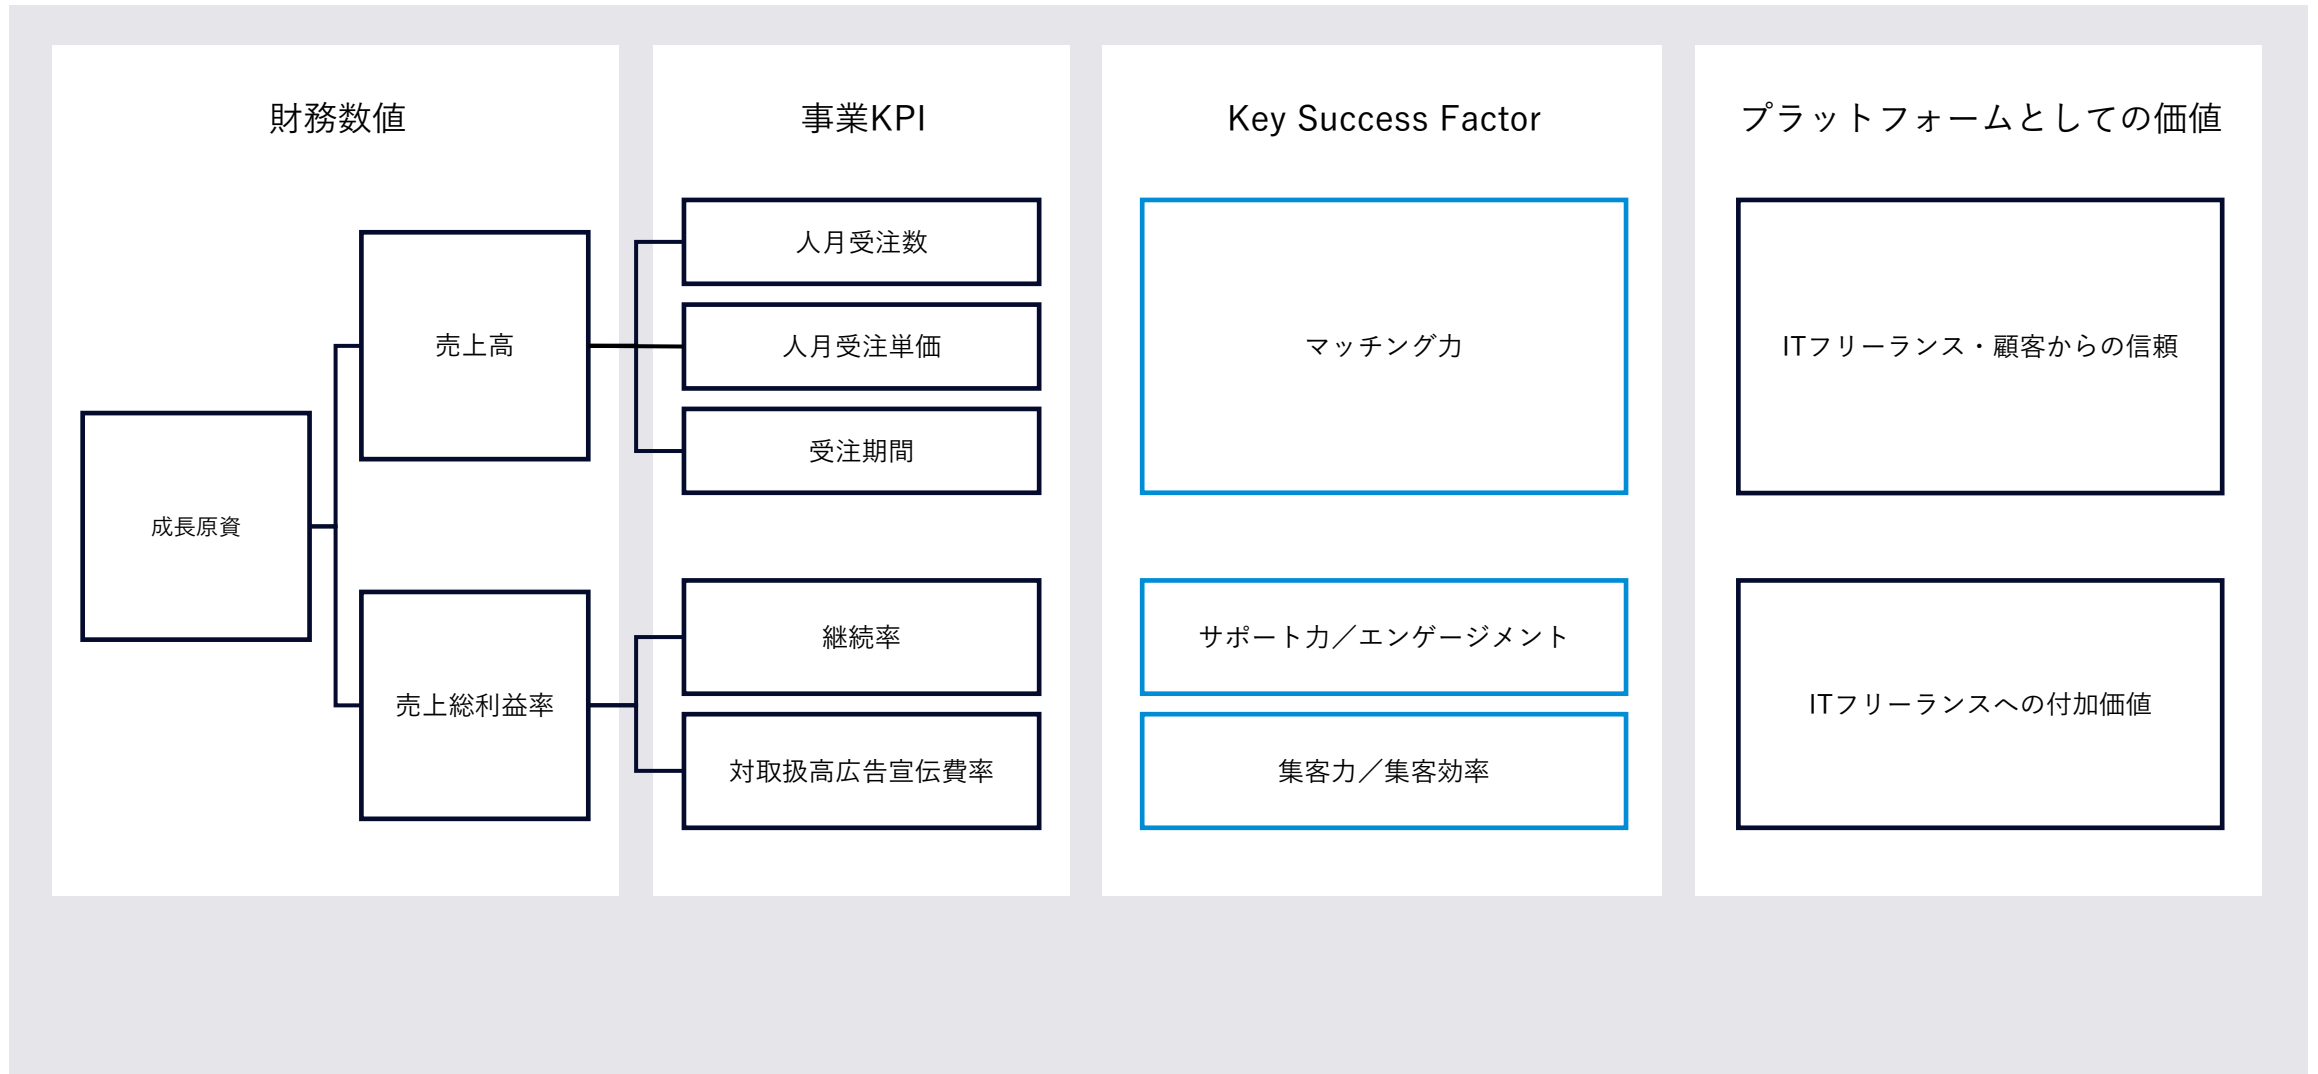 財務数値
事業KPI
Key Success Factor
プラットフォームとしての価値
成長原資
売上高
売上総利益率
人月受注数
人月受注単価
受注期間
継続率
対取扱高広告宣伝費率
マッチング力
サポート力／エンゲージメント
集客力／集客効率
ITフリーランス・顧客からの信頼
ITフリーランスへの付加価値